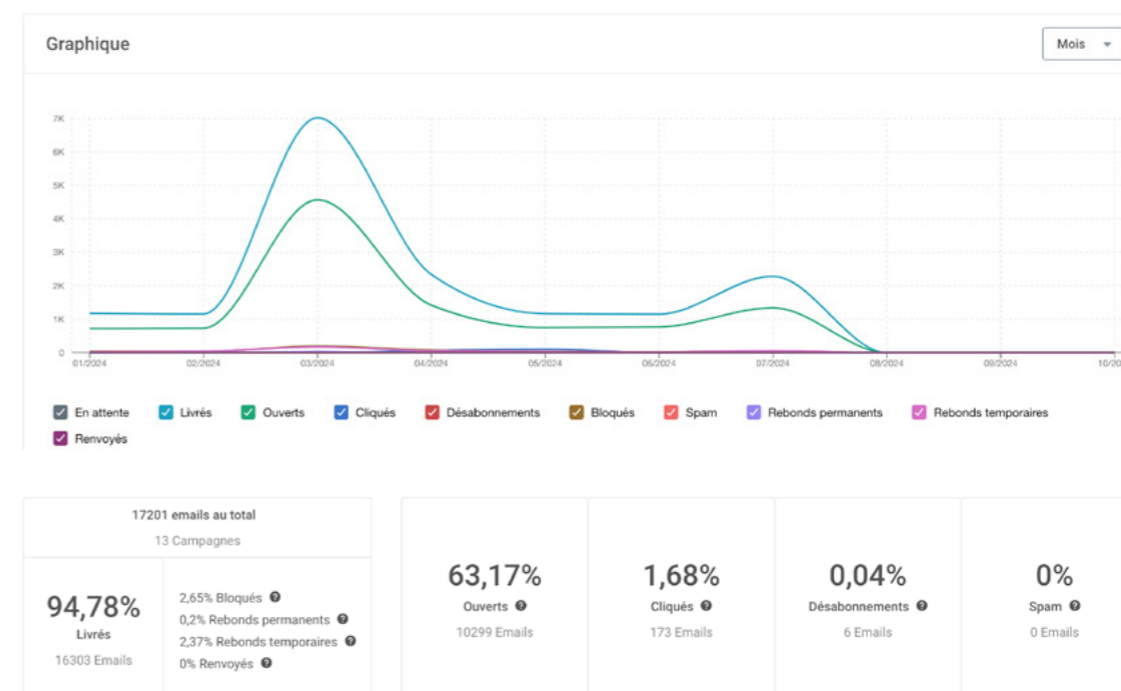 Graphique
Mois
7K
6K
5K
4K
3K
2K
1K
0
01/2024 02/2024 03/2024 04/2024 05/2024 06/2024 07/2024 08/2024 09/2024 10/20
En attente Livrés Ouverts Cliqués Désabonnements Bloqués Spam Rebonds permanents Rebonds temporaires
Renvoyés
17201 emails au total
13 Campagnes
94,78%
Livrés
16303 Emails
2,65% Bloqués
0,2% Rebonds permanents
2,37% Rebonds temporaires
0% Renvoyés
63,17%
Ouverts
10299 Emails
1,68%
Cliqués
173 Emails
0,04%
Désabonnements
6 Emails
0%
Spam
0 Emails